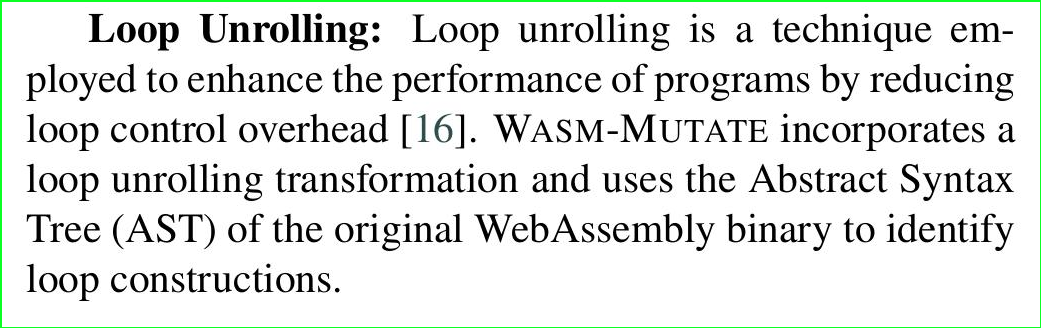 Loop Unrolling: Loop unrolling is a technique em-
ployed to enhance the performance of programs by reducing
loop control overhead [16]. WASM-MUTATE incorporates a
loop unrolling transformation and uses the Abstract Syntax
Tree (AST) of the original WebAssembly binary to identify
loop constructions.